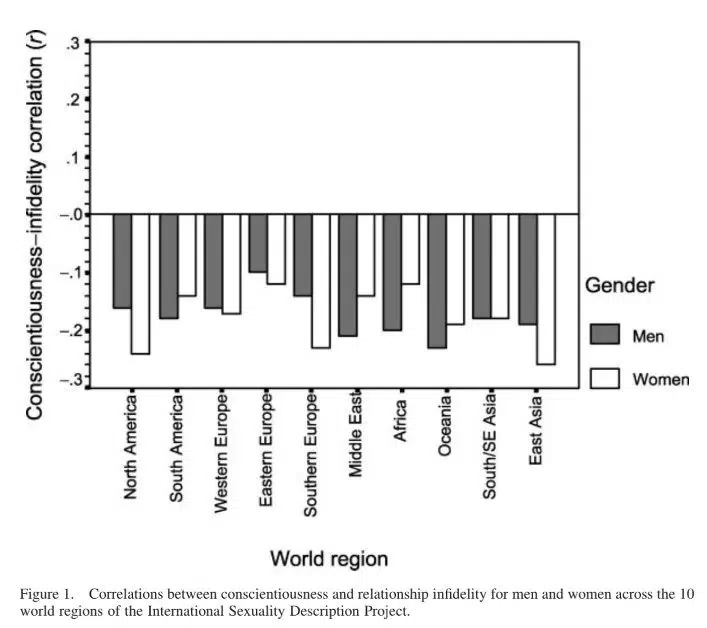 Conscientiousness–infidelity correlation (r)
.3
.2
.1
–.0
–.1
–.2
–.3
North America
South America
Western Europe
Eastern Europe
Southern Europe
Middle East
Africa
Oceania
South/SE Asia
East Asia
World region
Gender
Men
Women
Figure 1. Correlations between conscientiousness and relationship infidelity for men and women across the 10
world regions of the International Sexuality Description Project.